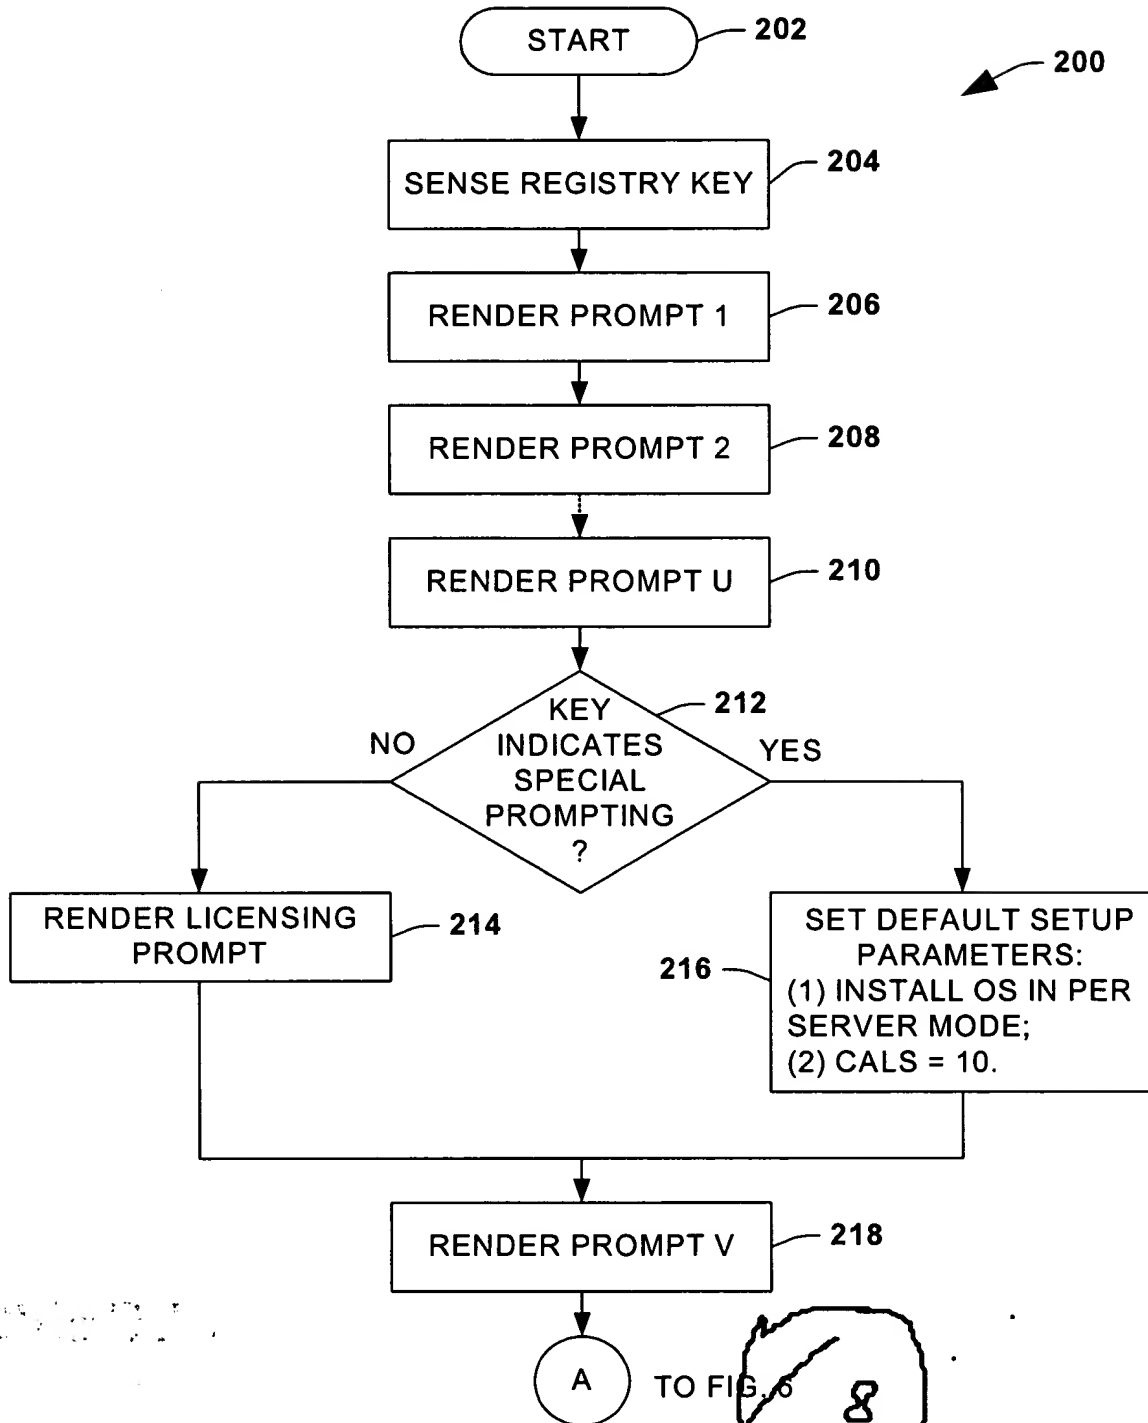 START
202
200
SENSE REGISTRY KEY
204
RENDER PROMPT 1
206
RENDER PROMPT 2
208
RENDER PROMPT U
210
KEY
INDICATES
SPECIAL
PROMPTING
?
212
NO
YES
RENDER LICENSING
PROMPT
214
SET DEFAULT SETUP
PARAMETERS:
(1) INSTALL OS IN PER
SERVER MODE;
(2) CALS = 10.
216
RENDER PROMPT V
218
A
TO FIG. 6
8